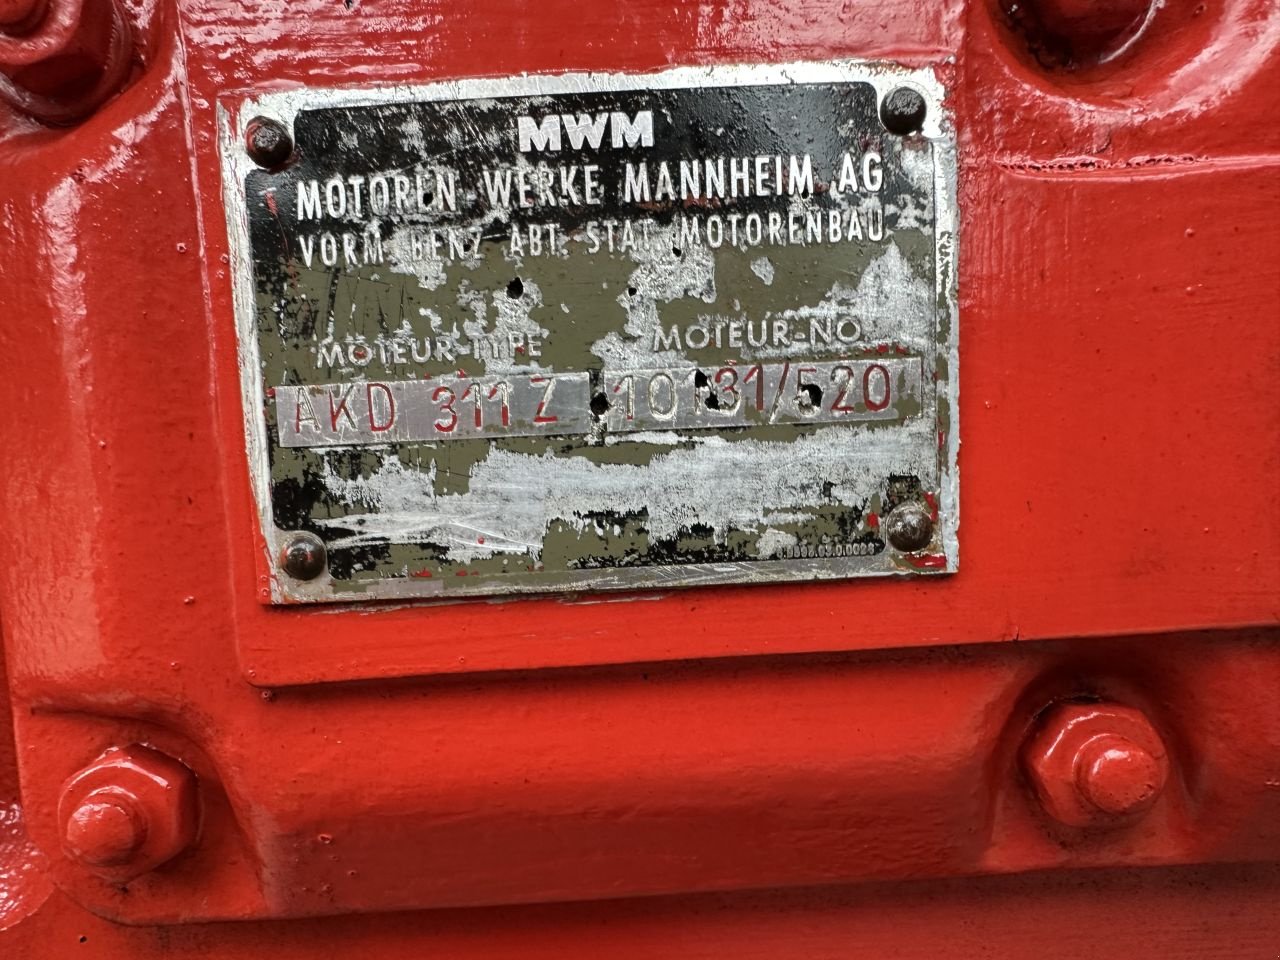 MWM
MOTOREN-WERKE MANNHEIM AG
VORM. BENZ ABT. STAT. MOTORENBAU
MOTEUR-TYPE MOTEUR-NO.
AKD 311 Z 10131/520